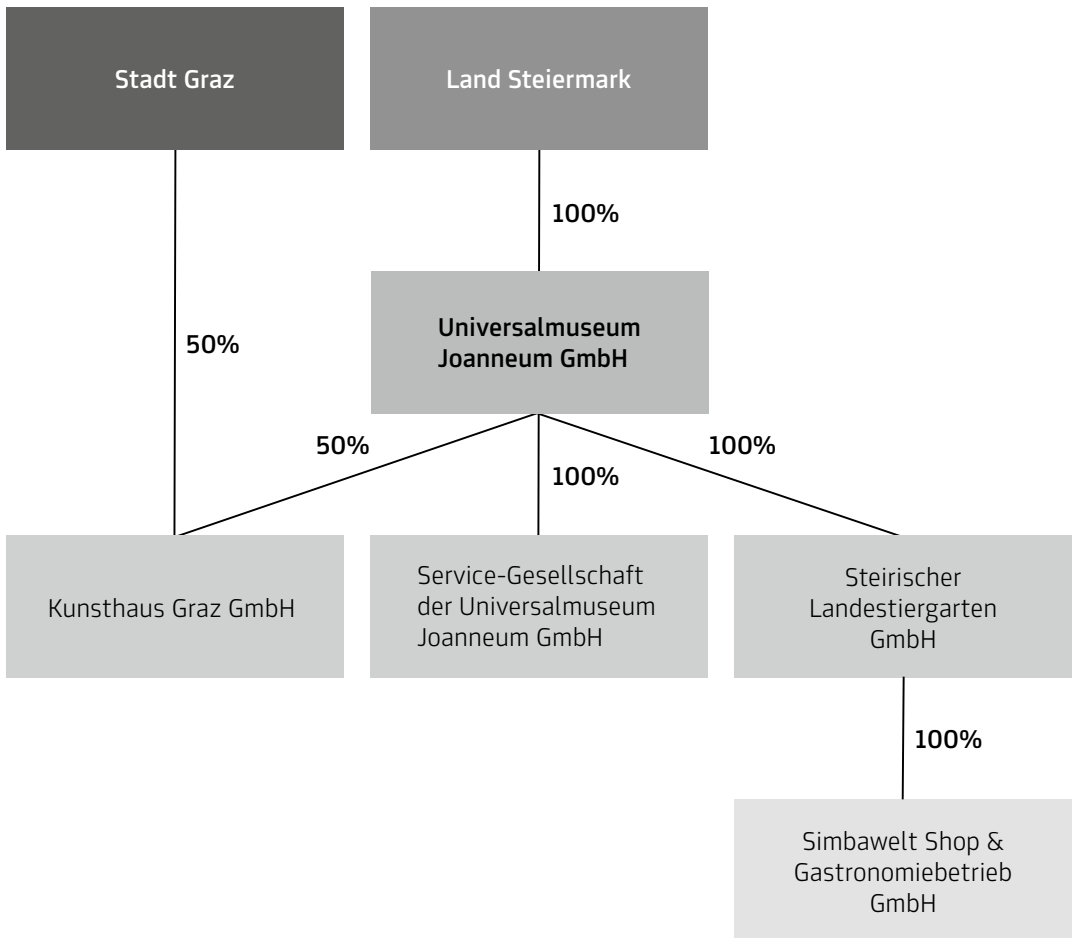 Stadt Graz
Land Steiermark
100%
50%
Universalmuseum
Joanneum GmbH
50%
100%
100%
Kunsthaus Graz GmbH
Service-Gesellschaft
der Universalmuseum
Joanneum GmbH
Steirischer
Landestiergarten
GmbH
100%
Simbawelt Shop &
Gastronomiebetrieb
GmbH